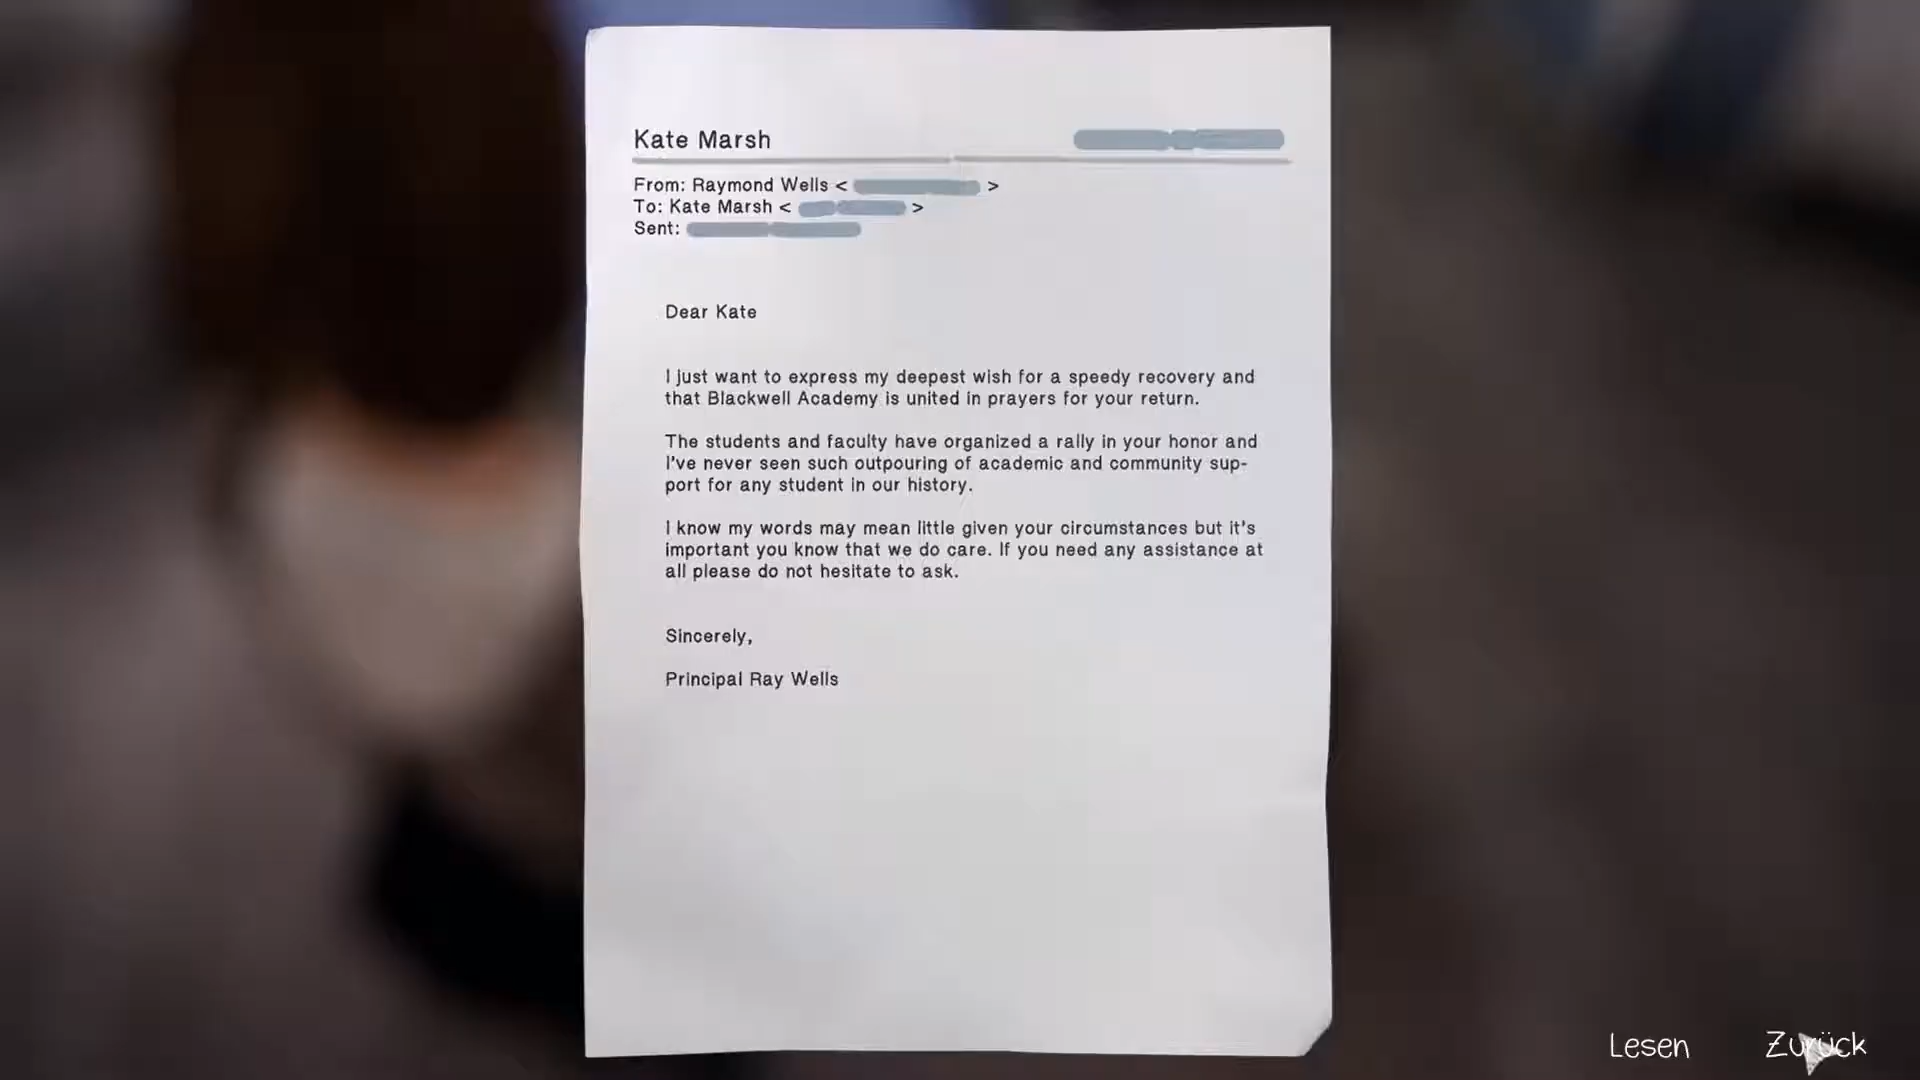 Kate Marsh
From: Raymond Wells < >
To: Kate Marsh < >
Sent:
Dear Kate
I just want to express my deepest wish for a speedy recovery and
that Blackwell Academy is united in prayers for your return.
The students and faculty have organized a rally in your honor and
I've never seen such outpouring of academic and community sup-
port for any student in our history.
I know my words may mean little given your circumstances but it's
important you know that we do care. If you need any assistance at
all please do not hesitate to ask.
Sincerely,
Principal Ray Wells
Lesen
Zurück